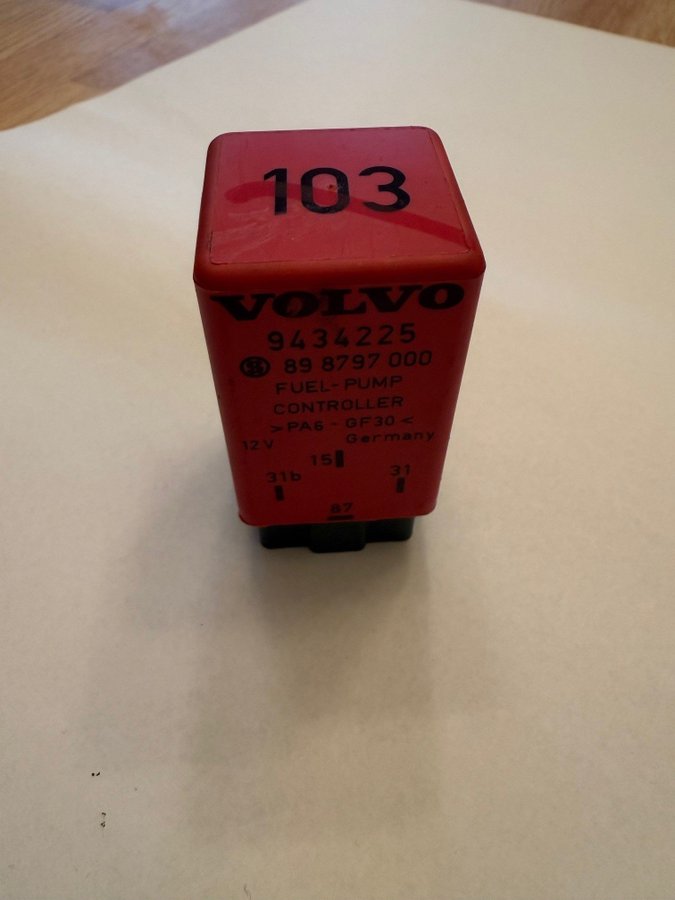 103
VOLVO
9434225
89 8797 000
FUEL-PUMP
CONTROLLER
>PA6-GF30<
12V Germany
15
31b 31
87